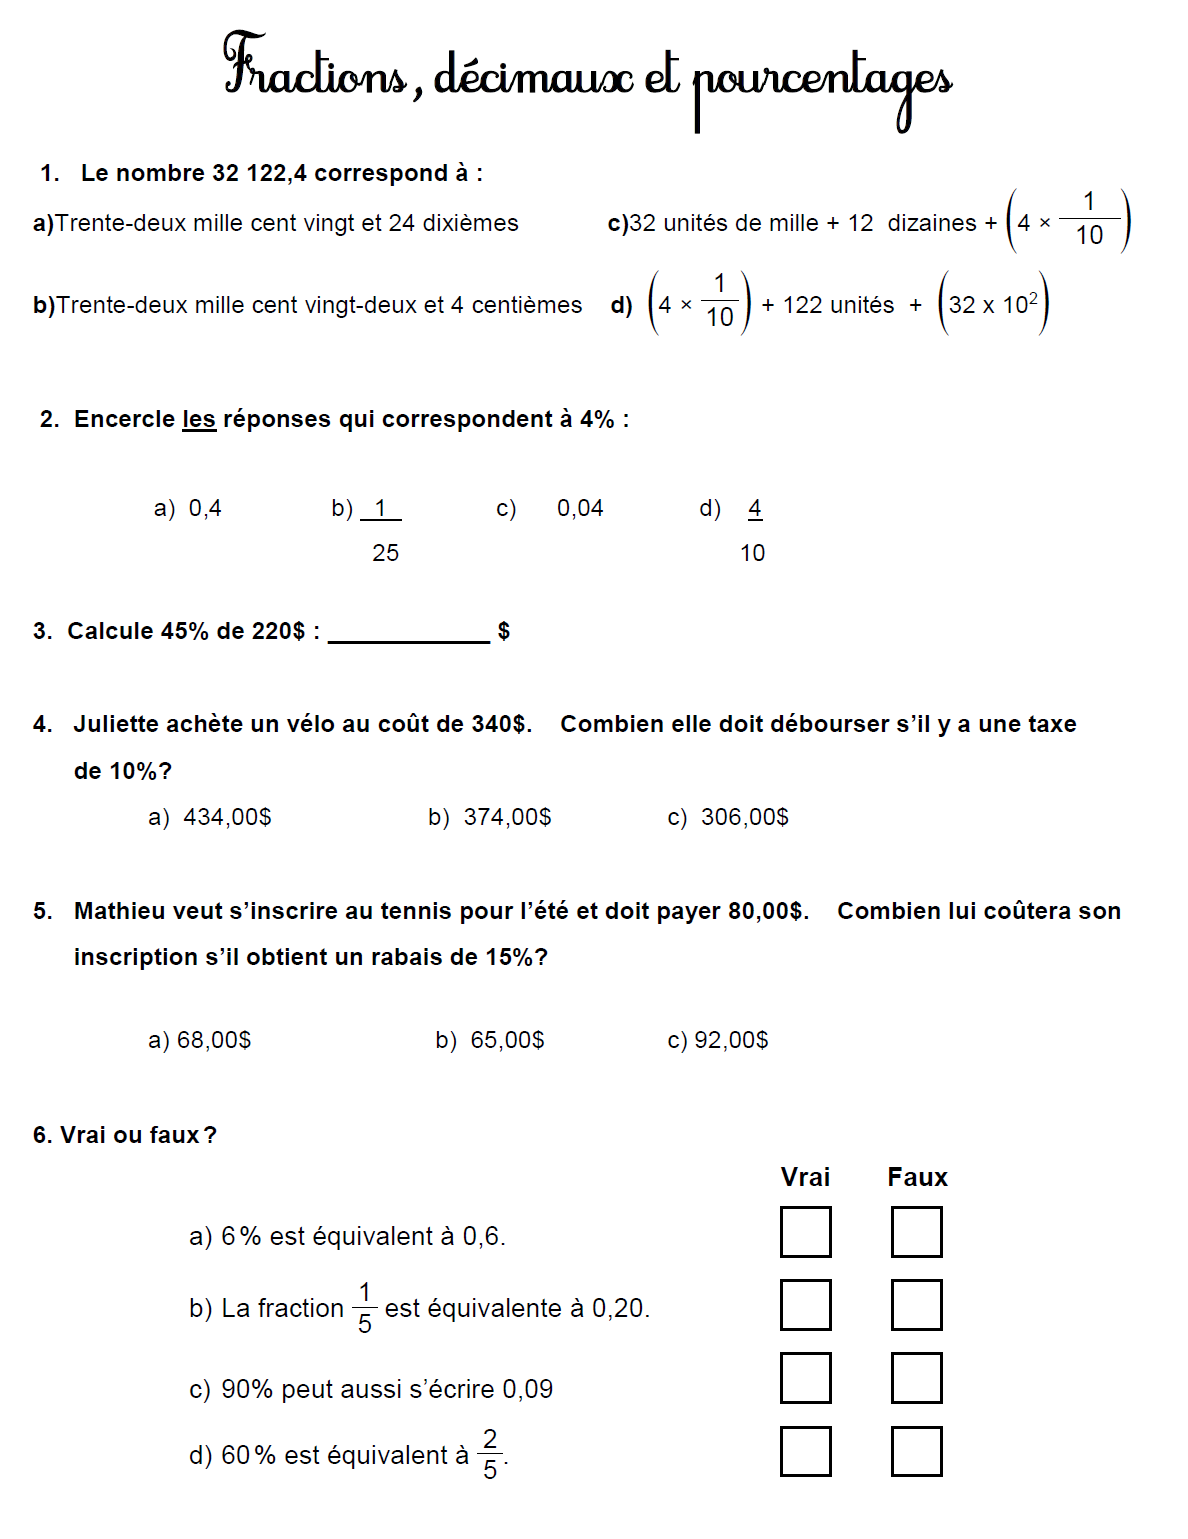 Fractions, décimaux et pourcentages
1. Le nombre 32 122,4 correspond à :
a)Trente-deux mille cent vingt et 24 dixièmes c)32 unités de mille + 12 dizaines + (4 × 1/10)
b)Trente-deux mille cent vingt-deux et 4 centièmes d) (4 × 1/10) + 122 unités + (32 x 10²)
2. Encercle les réponses qui correspondent à 4% :
a) 0,4 b) 1/25 c) 0,04 d) 4/10
3. Calcule 45% de 220$ : ____________ $
4. Juliette achète un vélo au coût de 340$. Combien elle doit débourser s’il y a une taxe
de 10%?
a) 434,00$ b) 374,00$ c) 306,00$
5. Mathieu veut s’inscrire au tennis pour l’été et doit payer 80,00$. Combien lui coûtera son
inscription s’il obtient un rabais de 15%?
a) 68,00$ b) 65,00$ c) 92,00$
6. Vrai ou faux ?
Vrai Faux
a) 6 % est équivalent à 0,6.
b) La fraction 1/5 est équivalente à 0,20.
c) 90% peut aussi s’écrire 0,09
d) 60 % est équivalent à 2/5.